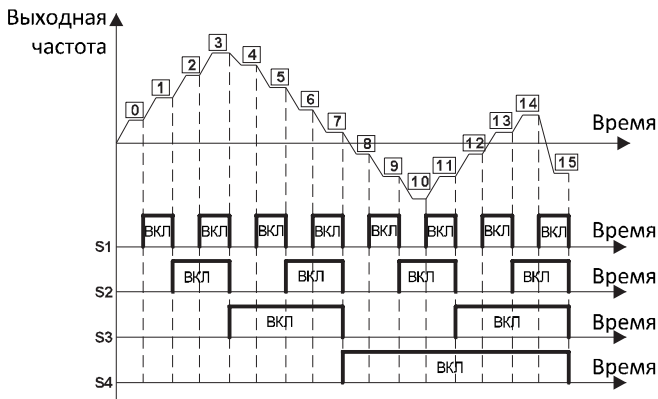 Выходная
частота
0
1
2
3
4
5
6
7
8
9
10
11
12
13
14
15
Время
S1
ВКЛ
ВКЛ
ВКЛ
ВКЛ
ВКЛ
ВКЛ
ВКЛ
ВКЛ
Время
S2
ВКЛ
ВКЛ
ВКЛ
ВКЛ
Время
S3
ВКЛ
ВКЛ
Время
S4
ВКЛ
Время